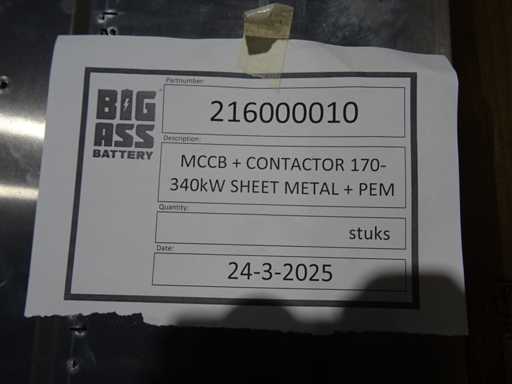 BIG
ASS
BATTERY
Partnumber:
216000010
Description:
MCCB + CONTACTOR 170-
340kW SHEET METAL + PEM
Quantity:
stuks
Date:
24-3-2025